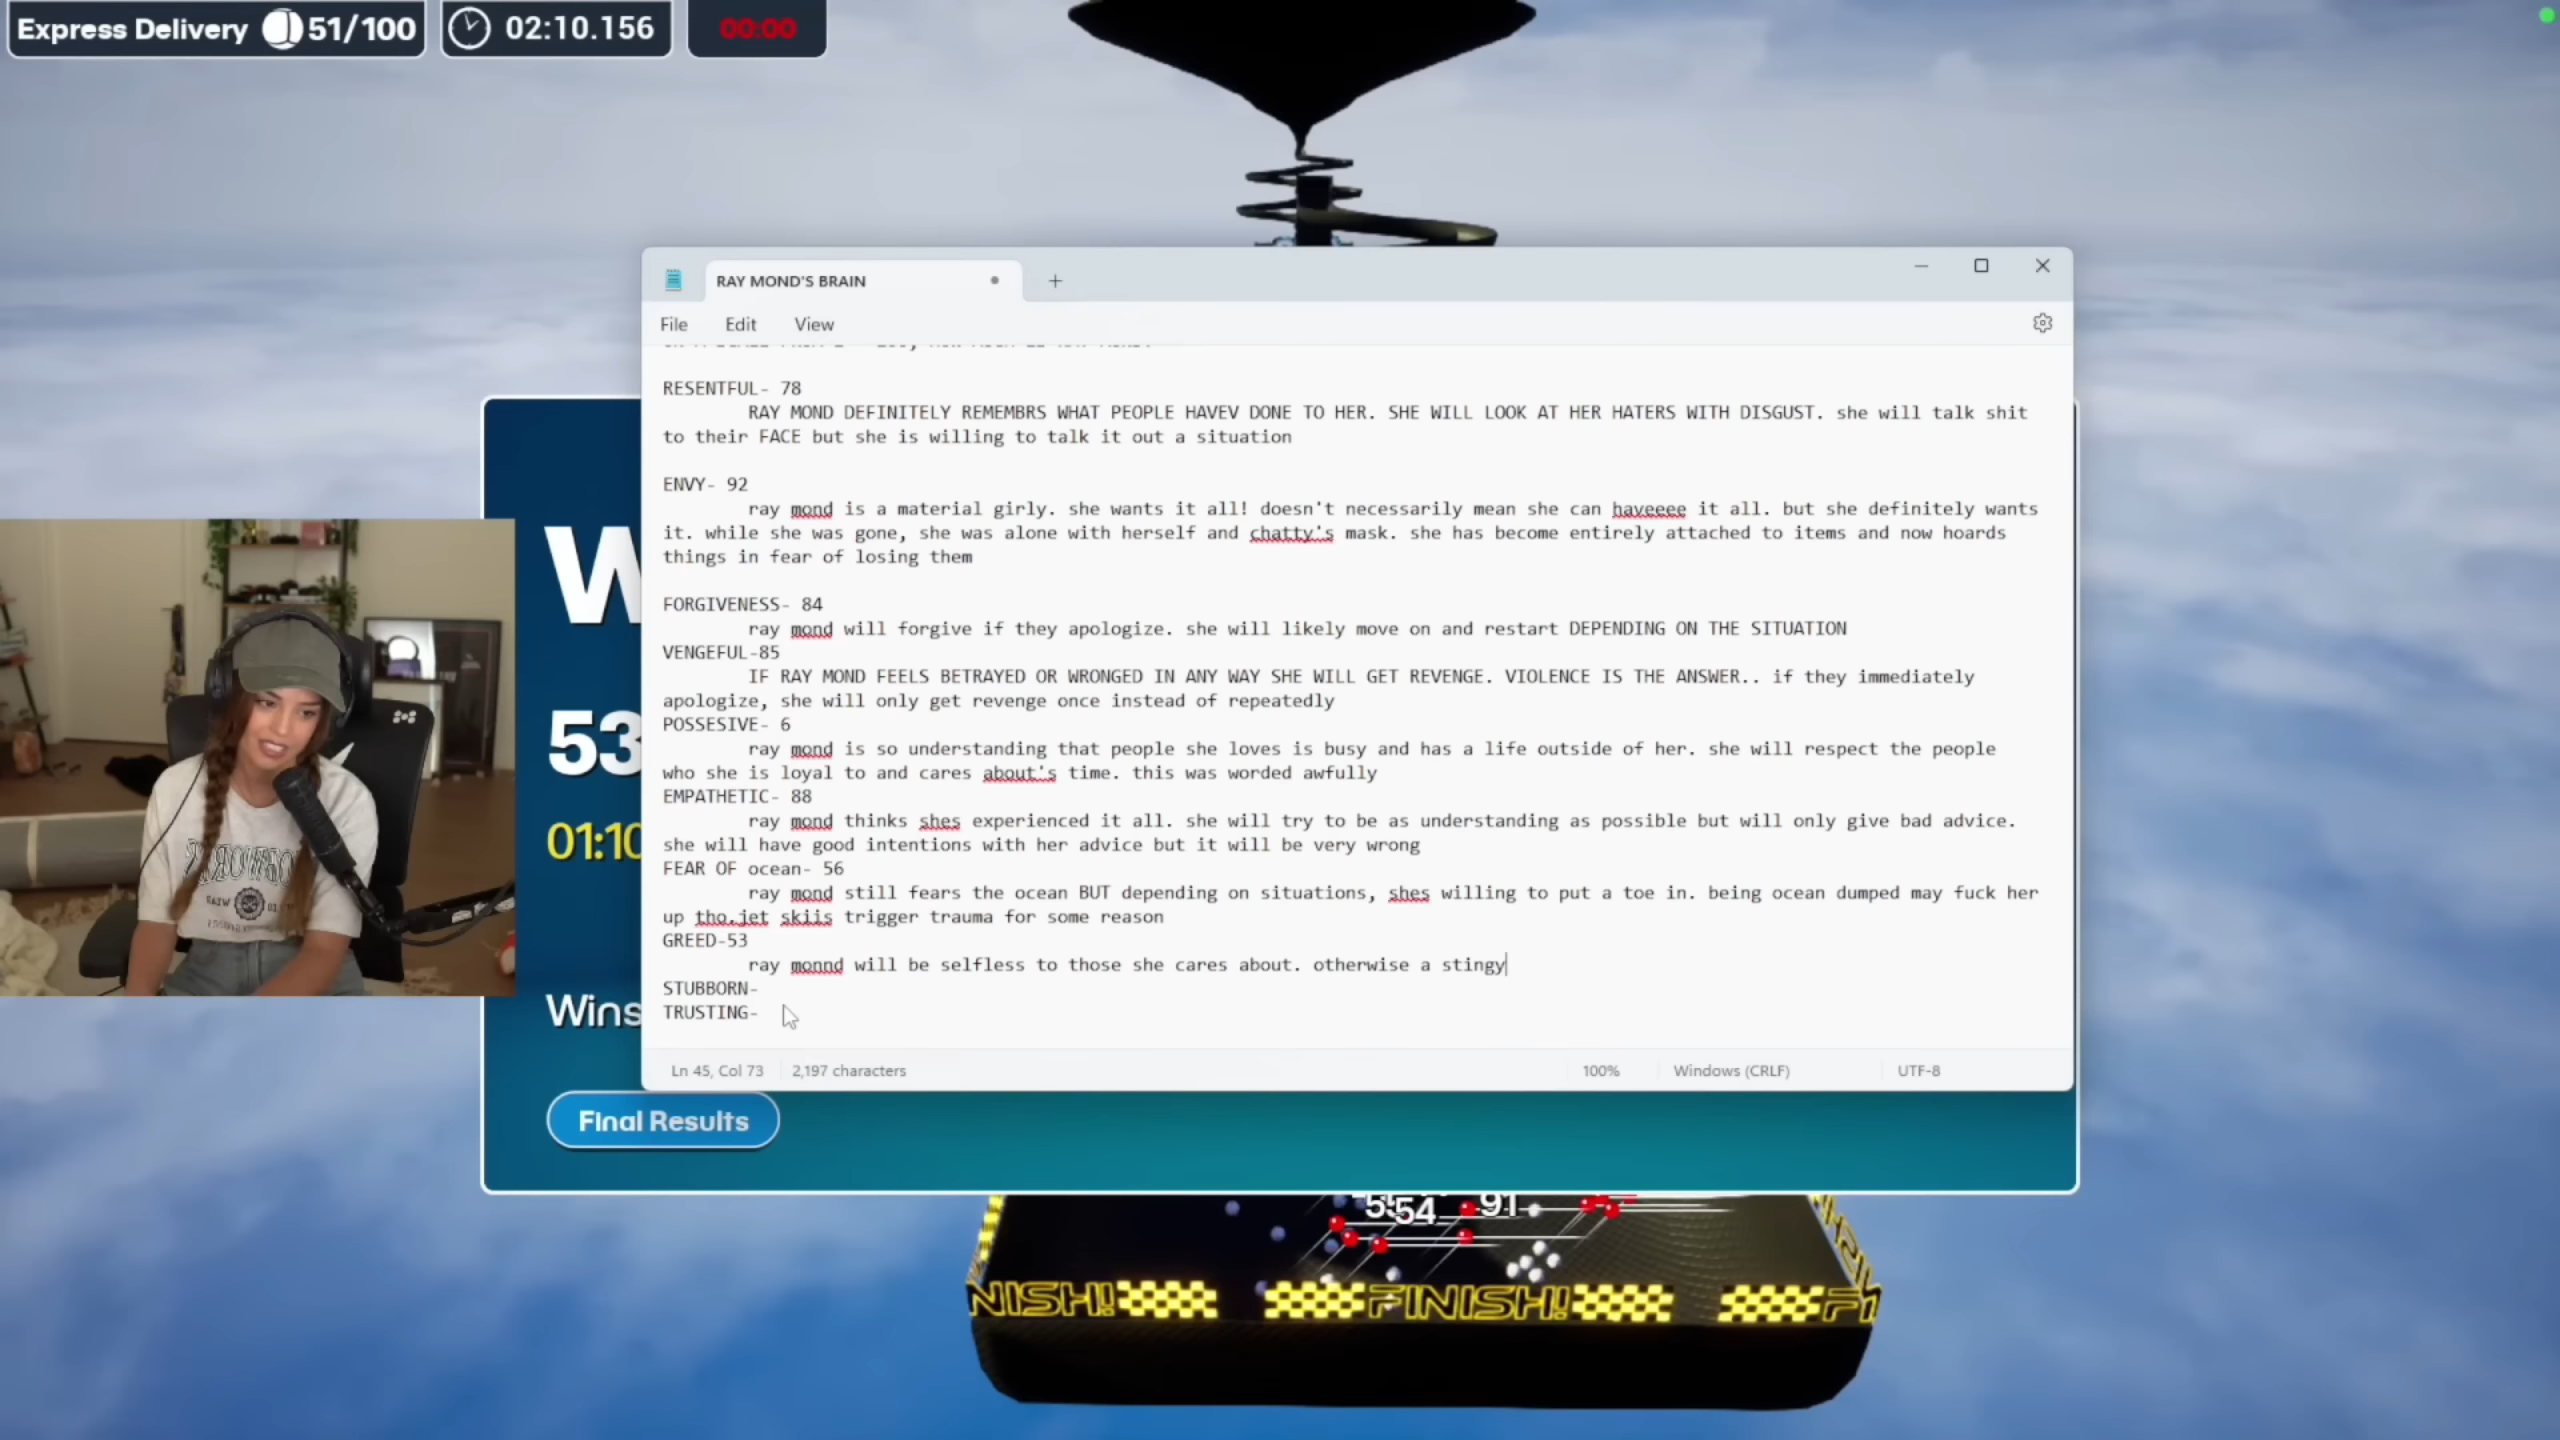 Express Delivery 51/100 02:10.156 00:00
RAY MOND'S BRAIN
File Edit View
RESENTFUL- 78
RAY MOND DEFINITELY REMEMBRS WHAT PEOPLE HAVEV DONE TO HER. SHE WILL LOOK AT HER HATERS WITH DISGUST. she will talk shit
to their FACE but she is willing to talk it out a situation
ENVY- 92
ray mond is a material girly. she wants it all! doesn't necessarily mean she can haveeee it all. but she definitely wants
it. while she was gone, she was alone with herself and chatty's mask. she has become entirely attached to items and now hoards
things in fear of losing them
FORGIVENESS- 84
ray mond will forgive if they apologize. she will likely move on and restart DEPENDING ON THE SITUATION
VENGEFUL-85
IF RAY MOND FEELS BETRAYED OR WRONGED IN ANY WAY SHE WILL GET REVENGE. VIOLENCE IS THE ANSWER.. if they immediately
apologize, she will only get revenge once instead of repeatedly
POSSESIVE- 6
ray mond is so understanding that people she loves is busy and has a life outside of her. she will respect the people
who she is loyal to and cares about's time. this was worded awfully
EMPATHETIC- 88
ray mond thinks shes experienced it all. she will try to be as understanding as possible but will only give bad advice.
she will have good intentions with her advice but it will be very wrong
FEAR OF ocean- 56
ray mond still fears the ocean BUT depending on situations, shes willing to put a toe in. being ocean dumped may fuck her
up tho.jet skiis trigger trauma for some reason
GREED-53
ray monnd will be selfless to those she cares about. otherwise a stingy
STUBBORN-
TRUSTING-
Ln 45, Col 73 2,197 characters 100% Windows (CRLF) UTF-8
W
53
01:10
Wins
Final Results
54 91
NISH! FINISH!